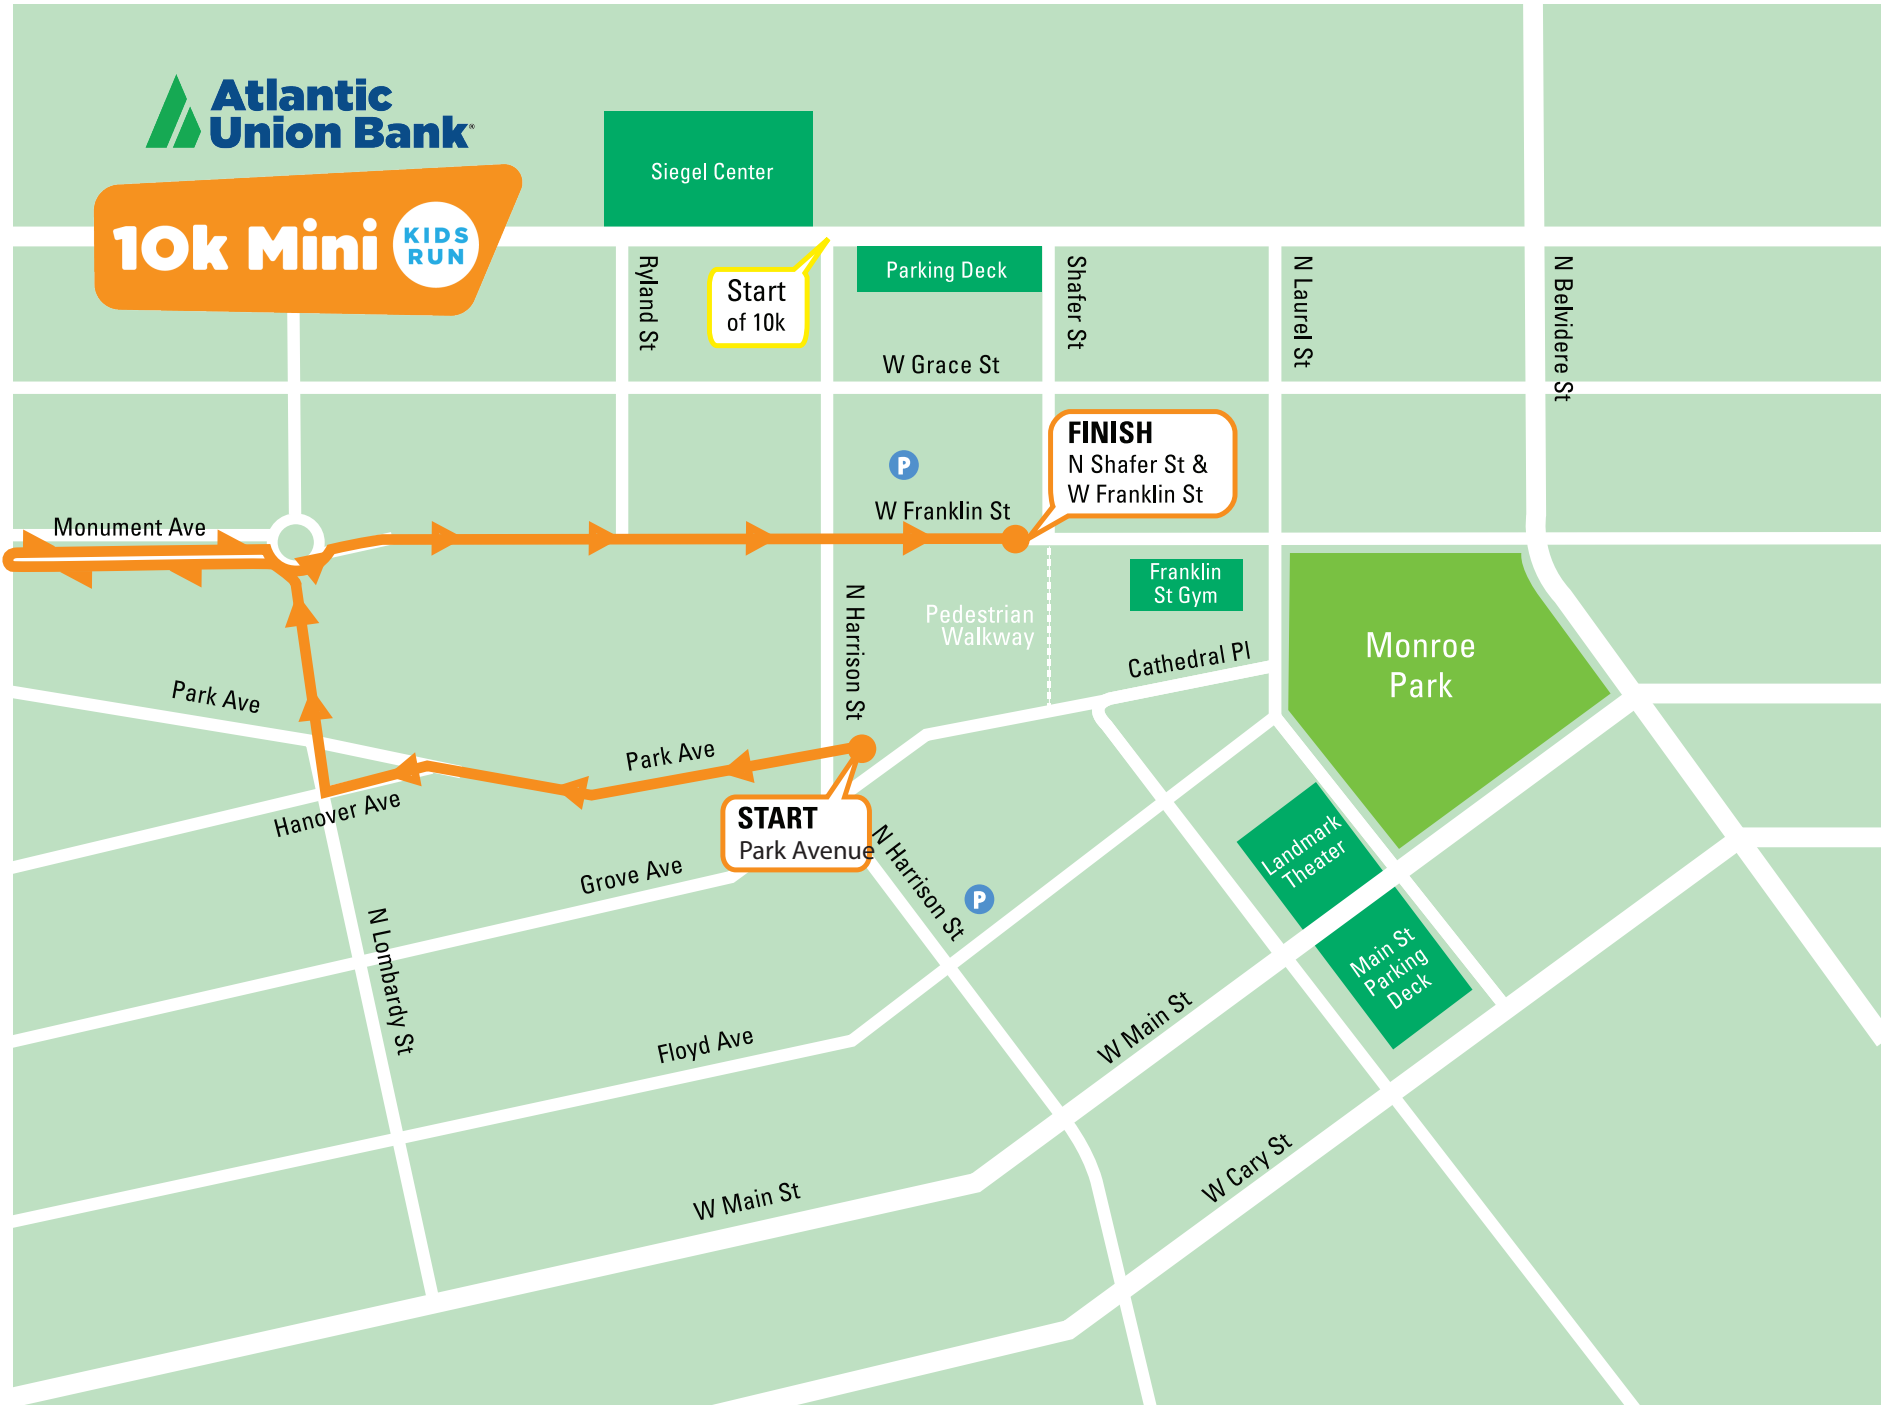 Atlantic
Union Bank
10k Mini
KIDS
RUN
Siegel Center
Parking Deck
Start
of 10k
Ryland St
Shafer St
N Laurel St
N Belvidere St
W Grace St
FINISH
N Shafer St &
W Franklin St
P
W Franklin St
Monument Ave
Franklin
St Gym
Pedestrian
Walkway
N Harrison St
Cathedral Pl
Monroe
Park
Park Ave
Park Ave
Hanover Ave
START
Park Avenue
Grove Ave
N Harrison St
P
Landmark
Theater
N Lombardy St
Main St
Parking
Deck
Floyd Ave
W Main St
W Main St
W Cary St